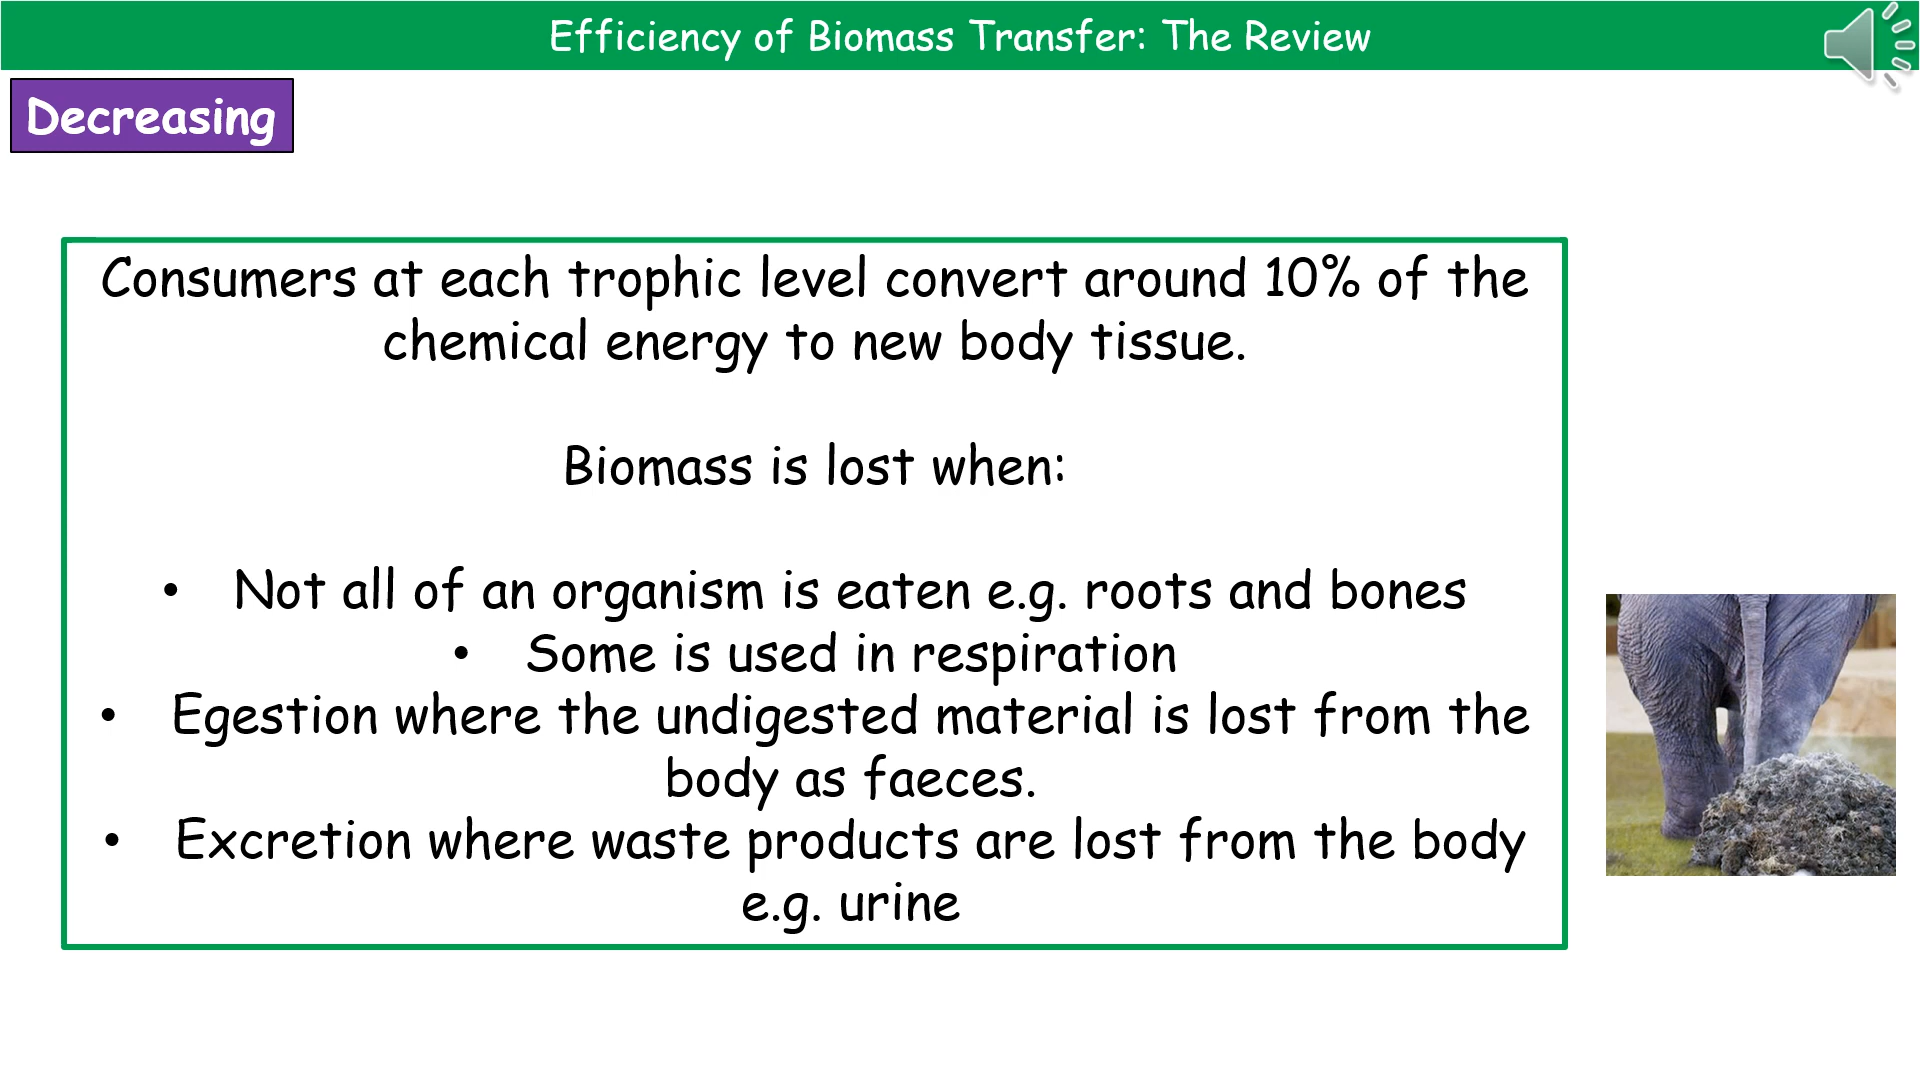 Efficiency of Biomass Transfer: The Review
Decreasing
Consumers at each trophic level convert around 10% of the
chemical energy to new body tissue.
Biomass is lost when:
• Not all of an organism is eaten e.g. roots and bones
• Some is used in respiration
• Egestion where the undigested material is lost from the
body as faeces.
• Excretion where waste products are lost from the body
e.g. urine